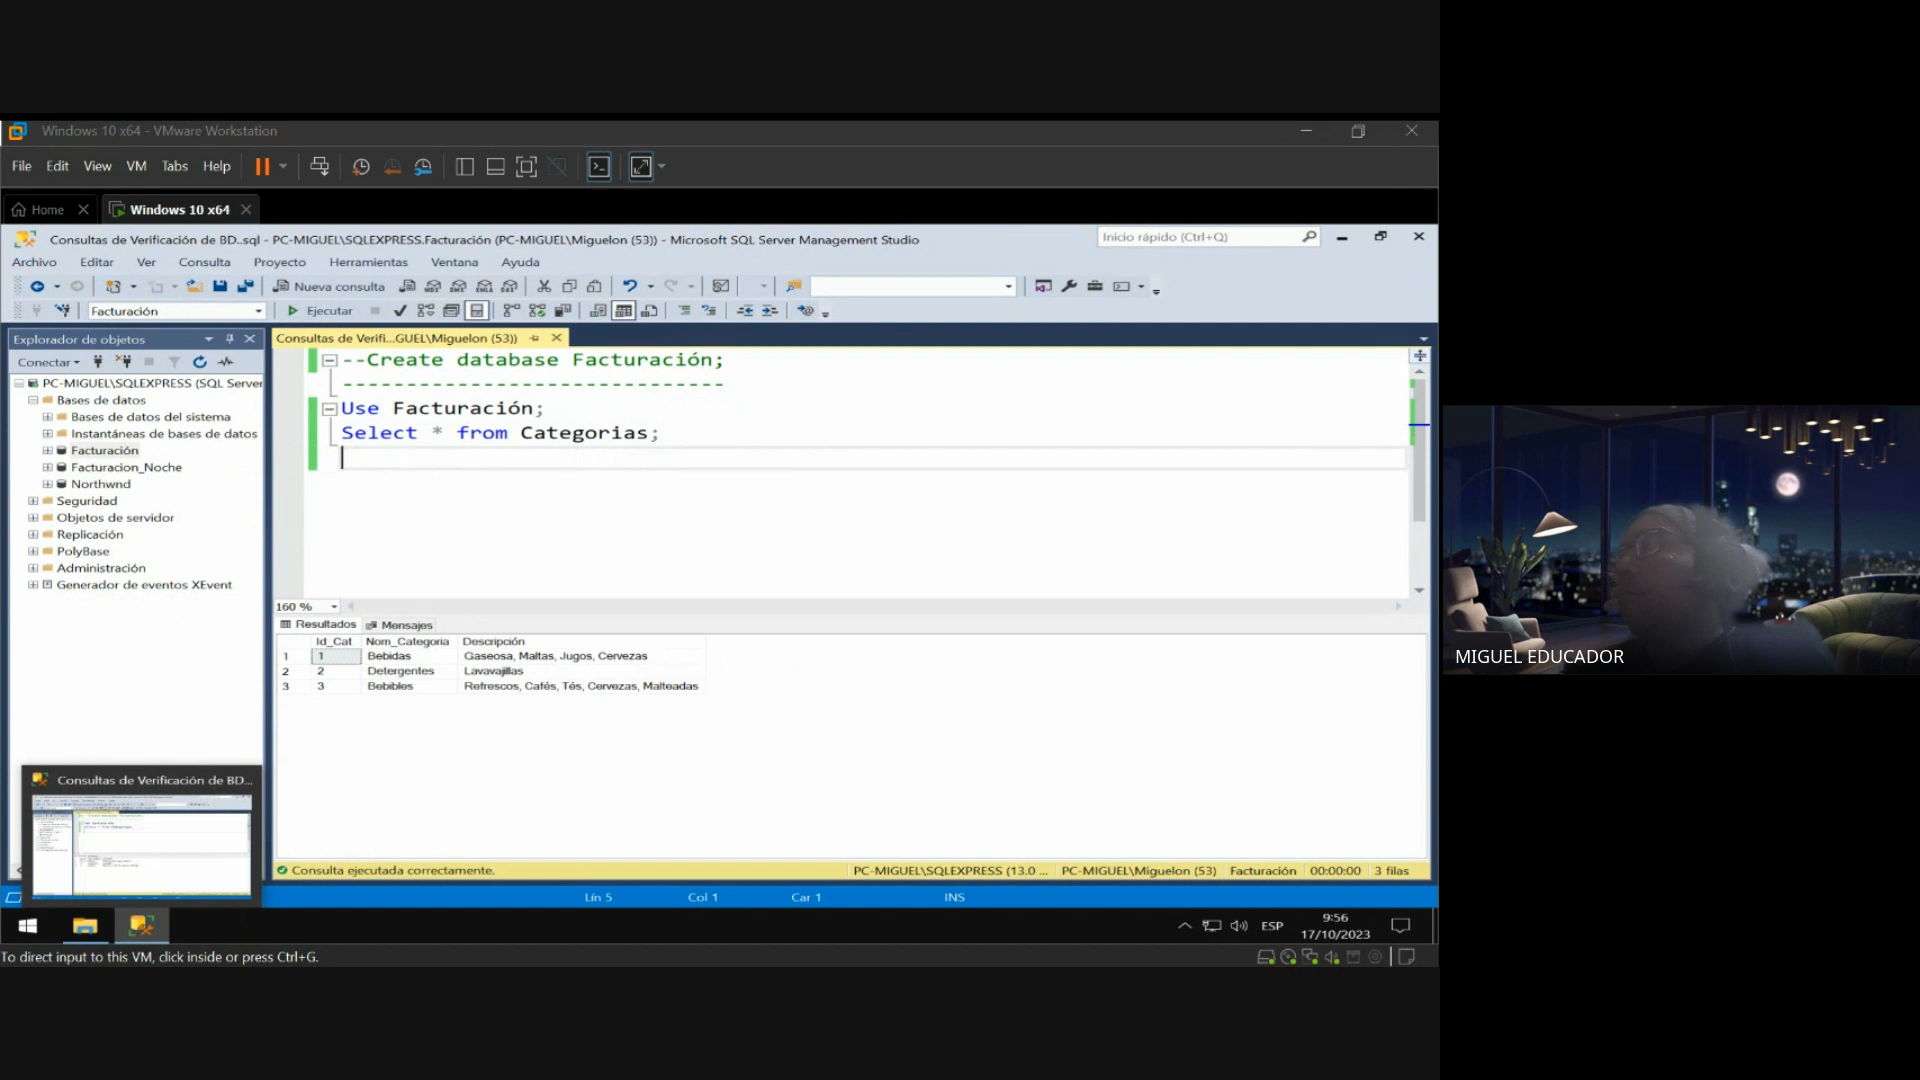 Windows 10 x64 - VMware Workstation
File Edit View VM Tabs Help
Home Windows 10 x64
Consultas de Verificación de BD..sql - PC-MIGUEL\SQLEXPRESS.Facturación (PC-MIGUEL\Miguelon (53)) - Microsoft SQL Server Management Studio
Inicio rápido (Ctrl+Q)
Archivo Editar Ver Consulta Proyecto Herramientas Ventana Ayuda
Nueva consulta
Facturación Ejecutar
Explorador de objetos
Conectar
PC-MIGUEL\SQLEXPRESS (SQL Server
Bases de datos
Bases de datos del sistema
Instantáneas de bases de datos
Facturación
Facturacion_Noche
Northwnd
Seguridad
Objetos de servidor
Replicación
PolyBase
Administración
Generador de eventos XEvent
Consultas de Verifi...GUEL\Miguelon (53))
--Create database Facturación;
------------------------------
Use Facturación;
Select * from Categorias;
160 %
Resultados Mensajes
Id_Cat Nom_Categoria Descripción
1 1 Bebidas Gaseosa, Maltas, Jugos, Cervezas
2 2 Detergentes Lavavajillas
3 3 Bebibles Refrescos, Cafés, Tés, Cervezas, Malteadas
Consultas de Verificación de BD...
Consulta ejecutada correctamente. PC-MIGUEL\SQLEXPRESS (13.0 ... PC-MIGUEL\Miguelon (53) Facturación 00:00:00 3 filas
Lín 5 Col 1 Car 1 INS
ESP 9:56
17/10/2023
To direct input to this VM, click inside or press Ctrl+G.
MIGUEL EDUCADOR